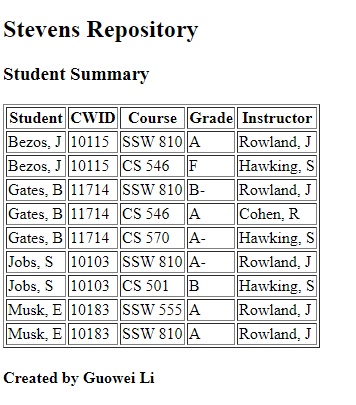 Stevens Repository
Student Summary
Student CWID Course Grade Instructor
Bezos, J 10115 SSW 810 A Rowland, J
Bezos, J 10115 CS 546 F Hawking, S
Gates, B 11714 SSW 810 B- Rowland, J
Gates, B 11714 CS 546 A Cohen, R
Gates, B 11714 CS 570 A- Hawking, S
Jobs, S 10103 SSW 810 A- Rowland, J
Jobs, S 10103 CS 501 B Hawking, S
Musk, E 10183 SSW 555 A Rowland, J
Musk, E 10183 SSW 810 A Rowland, J
Created by Guowei Li